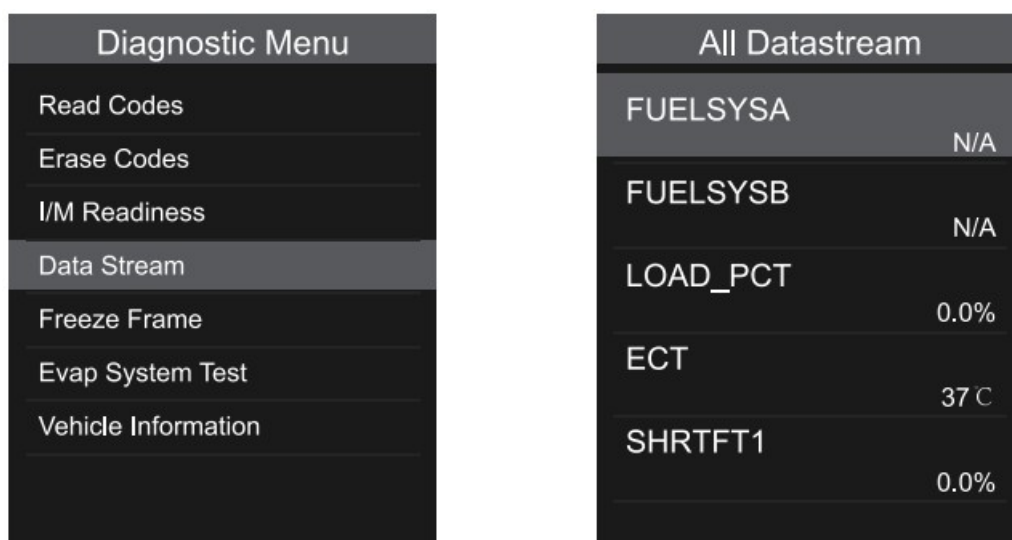 Diagnostic Menu
Read Codes
Erase Codes
I/M Readiness
Data Stream
Freeze Frame
Evap System Test
Vehicle Information
All Datastream
FUELSYSA
N/A
FUELSYSB
N/A
LOAD_PCT
0.0%
ECT
37℃
SHRTFT1
0.0%